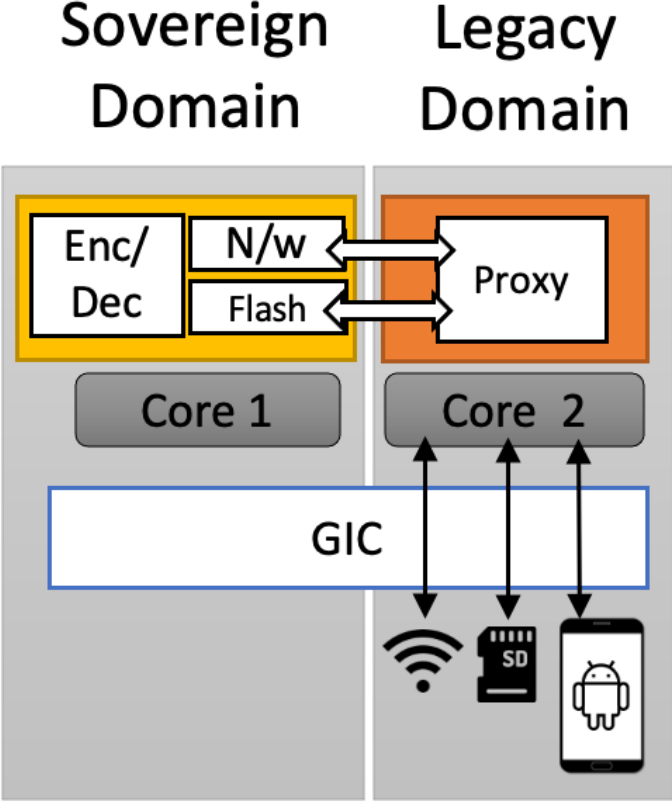 Sovereign
Domain
Legacy
Domain
Enc/
Dec
N/w
Flash
Proxy
Core 1
Core 2
GIC
SD